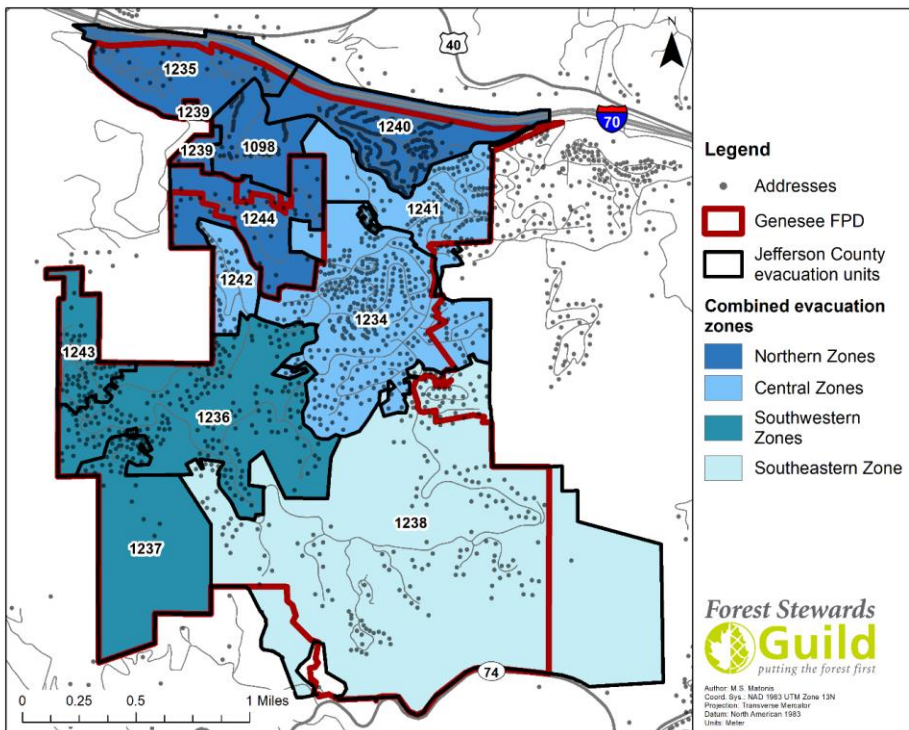 40
N
1235
70
1239
1240
1239
1098
1241
1244
1242
1234
1243
1236
1238
1237
74
0 0.25 0.5 1 Miles
Legend
Addresses
Genesee FPD
Jefferson County
evacuation units
Combined evacuation
zones
Northern Zones
Central Zones
Southwestern
Zones
Southeastern Zone
Forest Stewards
Guild
putting the forest first
Author: M.S. Matonis
Coord. Sys.: NAD 1983 UTM Zone 13N
Projection: Transverse Mercator
Datum: North American 1983
Units: Meter